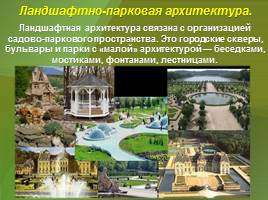 Ландшафтно-парковая архитектура.
Ландшафтная архитектура связана с организацией
садово-паркового пространства. Это городские скверы,
бульвары и парки с «малой» архитектурой — беседками,
мостиками, фонтанами, лестницами.